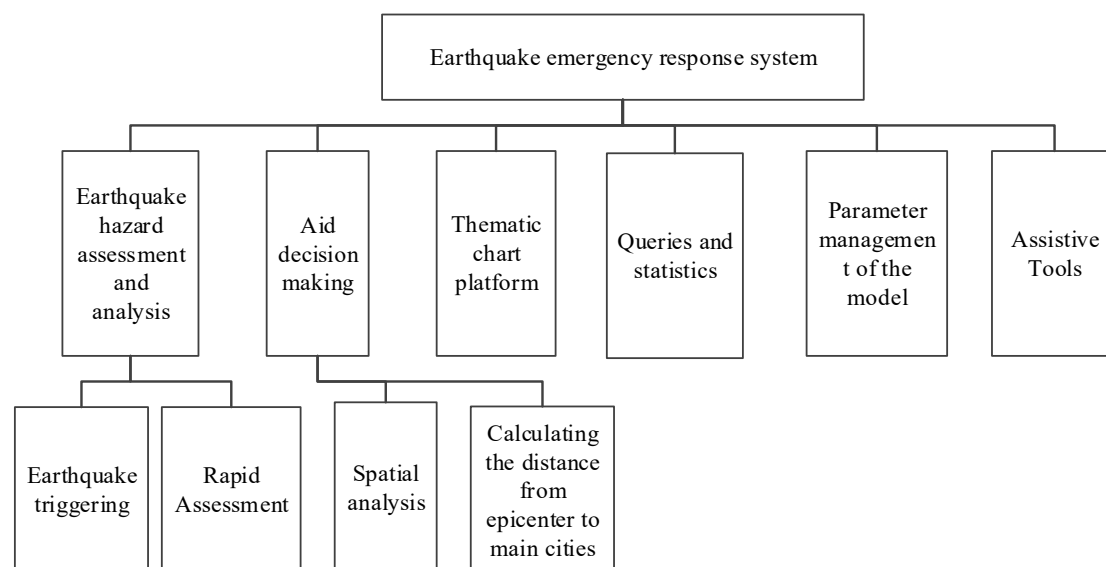 Earthquake emergency response system
Earthquake
hazard
assessment
and
analysis
Aid
decision
making
Thematic
chart
platform
Queries and
statistics
Parameter
managemen
t of the
model
Assistive
Tools
Earthquake
triggering
Rapid
Assessment
Spatial
analysis
Calculating
the distance
from
epicenter to
main cities